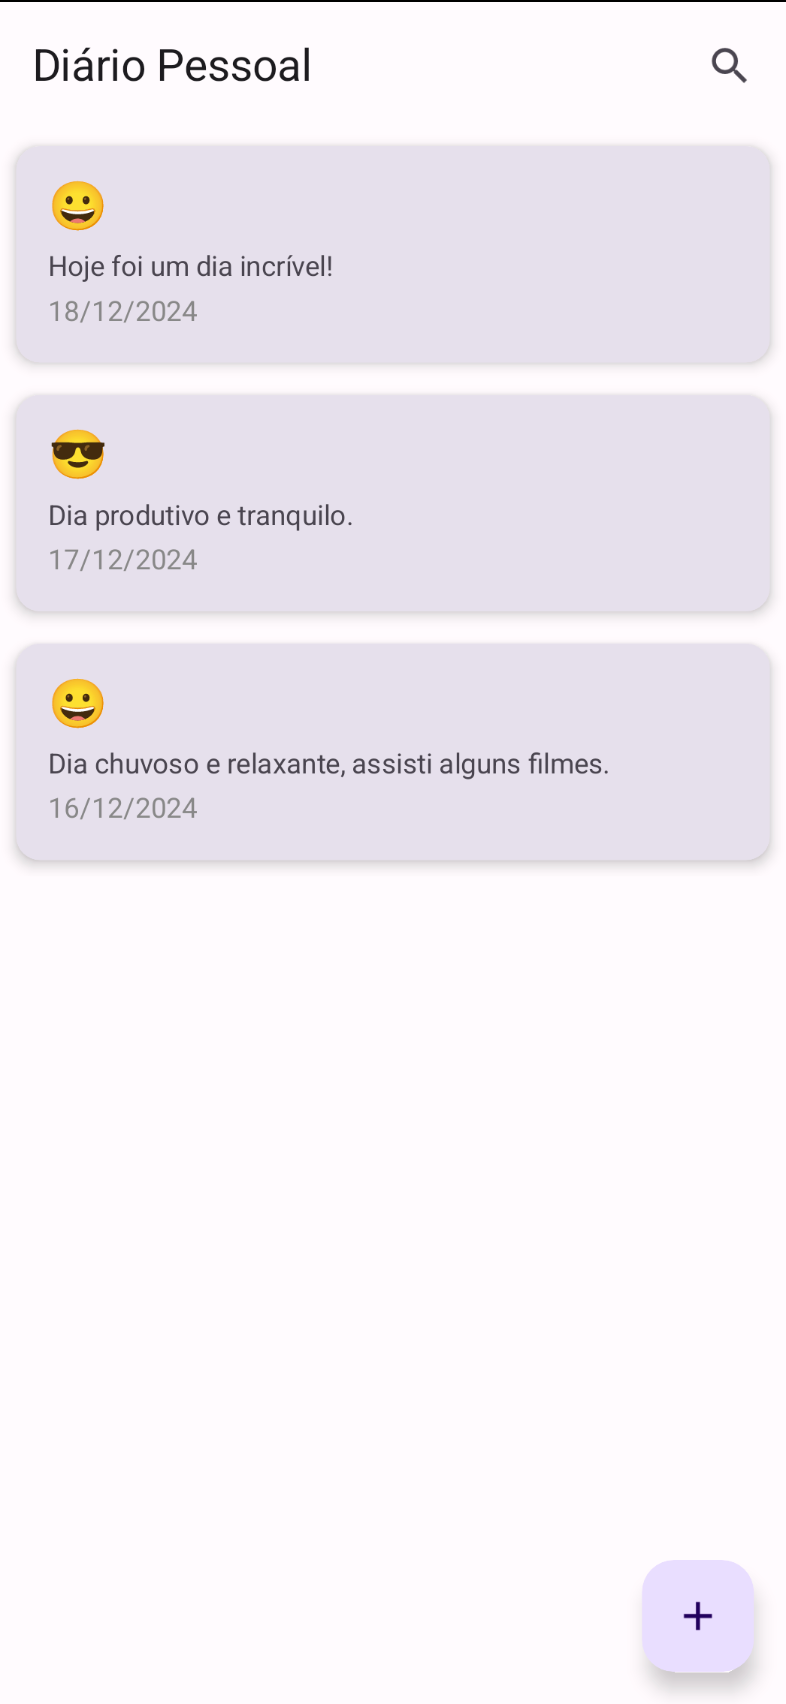 Diário Pessoal
😀
Hoje foi um dia incrível!
18/12/2024
😎
Dia produtivo e tranquilo.
17/12/2024
😀
Dia chuvoso e relaxante, assisti alguns filmes.
16/12/2024
+